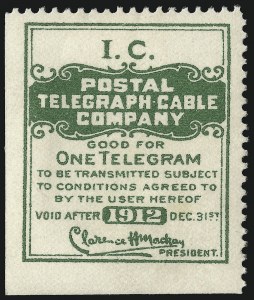 I. C.
POSTAL
TELEGRAPH-CABLE
COMPANY
GOOD FOR
ONE TELEGRAM
TO BE TRANSMITTED SUBJECT
TO CONDITIONS AGREED TO
BY THE USER HEREOF
VOID AFTER 1912 DEC. 31ST
Clarence H Mackay
PRESIDENT.